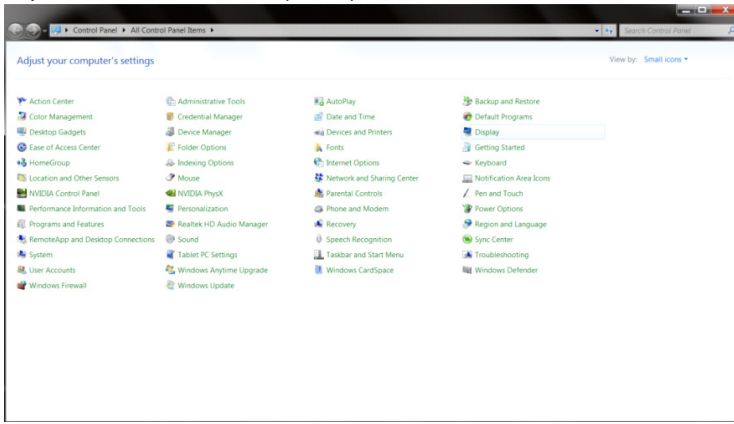 Control Panel ▸ All Control Panel Items ▸
Search Control Panel
Adjust your computer's settings
View by: Small icons
Action Center
Administrative Tools
AutoPlay
Backup and Restore
Color Management
Credential Manager
Date and Time
Default Programs
Desktop Gadgets
Device Manager
Devices and Printers
Display
Ease of Access Center
Folder Options
Fonts
Getting Started
HomeGroup
Indexing Options
Internet Options
Keyboard
Location and Other Sensors
Mouse
Network and Sharing Center
Notification Area Icons
NVIDIA Control Panel
NVIDIA PhysX
Parental Controls
Pen and Touch
Performance Information and Tools
Personalization
Phone and Modem
Power Options
Programs and Features
Realtek HD Audio Manager
Recovery
Region and Language
RemoteApp and Desktop Connections
Sound
Speech Recognition
Sync Center
System
Tablet PC Settings
Taskbar and Start Menu
Troubleshooting
User Accounts
Windows Anytime Upgrade
Windows CardSpace
Windows Defender
Windows Firewall
Windows Update